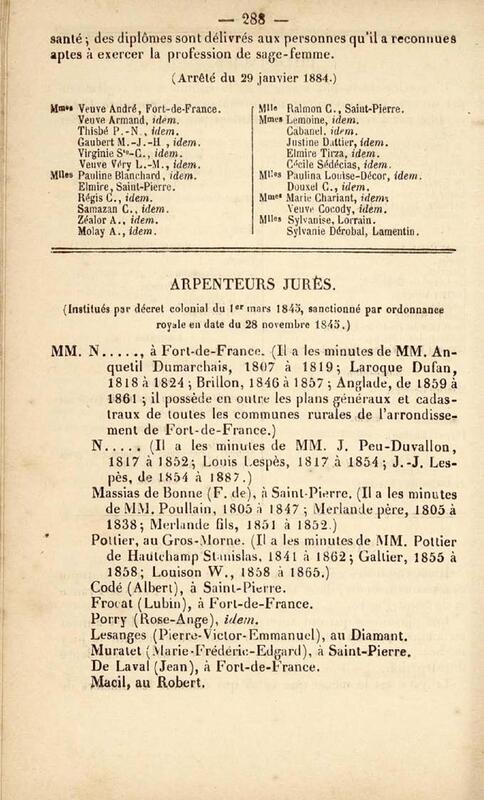 — 288 —
santé ; des diplômes sont délivrés aux personnes qu'il a reconnues
aptes à exercer la profession de sage-femme.
(Arrêté du 29 janvier 1884.)
Mmes Veuve André, Fort-de-France.
Veuve Armand, idem.
Thisbé P.-N., idem.
Gaubert M.-J.-H, idem.
Virginie Ste-C., idem.
Veuve Véry L.-M., idem.
Mlles Pauline Blanchard, idem.
Elmire, Saint-Pierre.
Régis C., idem.
Samazan C., idem.
Zéalor A., idem.
Molay A., idem.
Mlle Ralmon C., Saint-Pierre.
Mmes Lemoine, idem.
Cabanel, idem.
Justine Dattier, idem.
Elmire Tirza, idem.
Cécile Sédécias, idem.
Mlles Paulina Louise-Décor, idem.
Douxel C., idem.
Mmes Marie Chariant, idem.
Veuve Cocody, idem.
Mlles Sylvanise, Lorrain.
Sylvanie Dérobal, Lamentin.
ARPENTEURS JURÉS.
(Institués par décret colonial du 1er mars 1845, sanctionné par ordonnance
royale en date du 28 novembre 1845.)
MM. N....., à Fort-de-France. (Il a les minutes de MM. An-
quetil Dumarchais, 1807 à 1819 ; Laroque Dufan,
1818 à 1824 ; Brillon, 1846 à 1857 ; Anglade, de 1859 à
1861 ; il possède en outre les plans généraux et cadas-
traux de toutes les communes rurales de l'arrondisse-
ment de Fort-de-France.)
N..... (Il a les minutes de MM. J. Peu-Duvallon,
1817 à 1852 ; Louis Lespès, 1817 à 1854 ; J.-J. Les-
pès, de 1854 à 1887.)
Massias de Bonne (F. de), à Saint-Pierre. (Il a les minutes
de MM. Poullain, 1805 à 1847 ; Merlande père, 1805 à
1838 ; Merlande fils, 1851 à 1852.)
Pottier, au Gros-Morne. (Il a les minutes de MM. Pottier
de Hautchamp Stanislas, 1841 à 1862 ; Galtier, 1855 à
1858 ; Louison W., 1858 à 1865.)
Codé (Albert), à Saint-Pierre.
Frocat (Lubin), à Fort-de-France.
Porry (Rose-Ange), idem.
Lesanges (Pierre-Victor-Emmanuel), au Diamant.
Muratet (Marie-Frédéric-Edgard), à Saint-Pierre.
De Laval (Jean), à Fort-de-France.
Macil, au Robert.